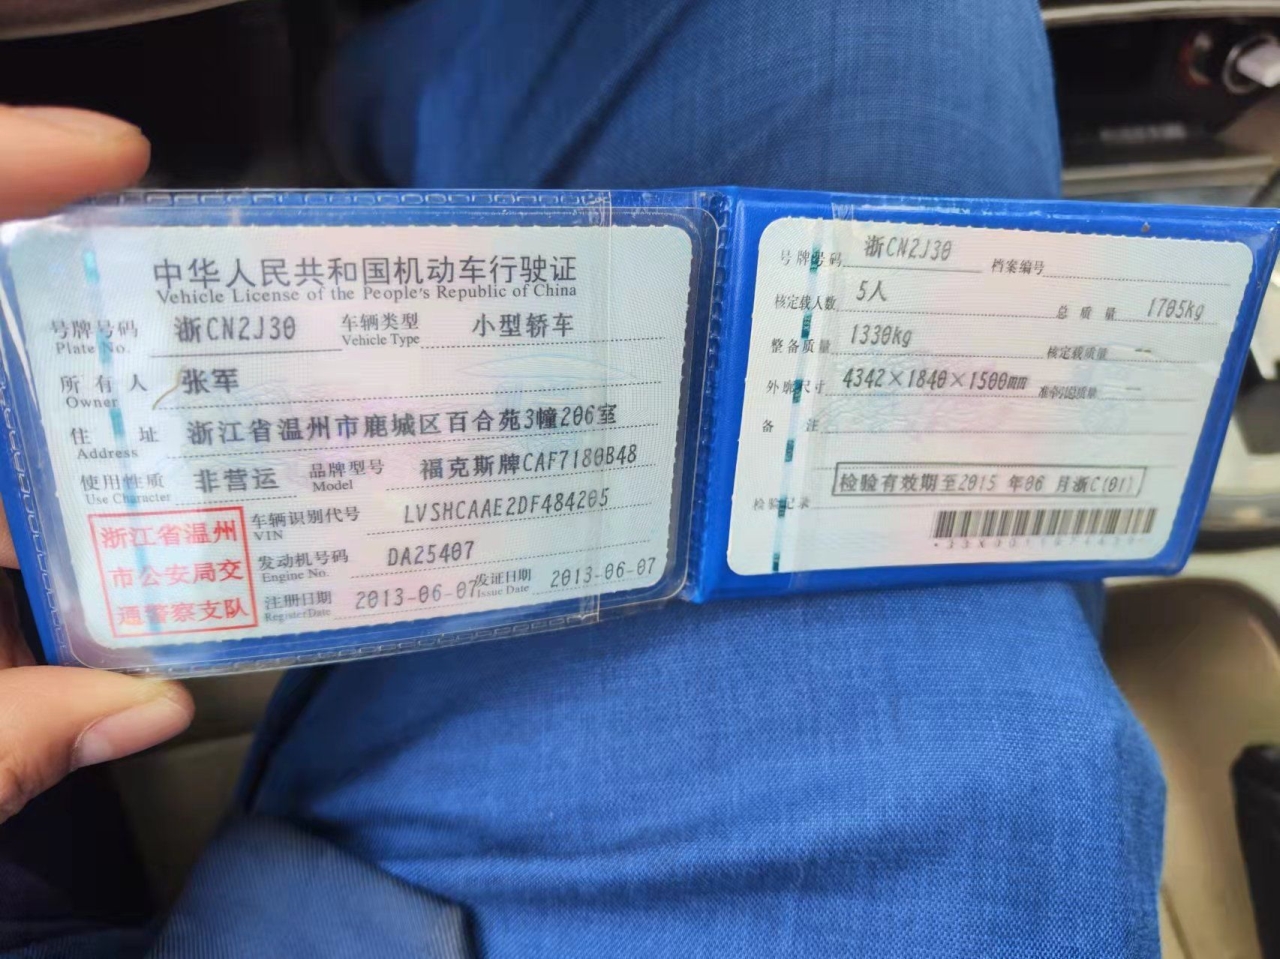 中华人民共和国机动车行驶证
Vehicle License of the People's Republic of China
号牌号码 浙CN2J30 车辆类型 小型轿车
Plate No. Vehicle Type
所有人 张军
Owner
住址 浙江省温州市鹿城区百合苑3幢206室
Address
使用性质 非营运 品牌型号 福克斯牌CAF7180B48
Use Character Model
车辆识别代号 LVSHCAAE2DF484205
VIN
发动机号码 DA25407
Engine No.
注册日期 2013-06-07 发证日期 2013-06-07
Register Date Issue Date
浙江省温州
市公安局交
通警察支队
号牌号码 浙CN2J30 档案编号
核定载人数 5人 总质量 1705kg
整备质量 1330kg 核定载质量 --
外廓尺寸 4342×1840×1500mm 准牵引总质量 --
备注
检验有效期至2015 年06 月浙C(01)
检验记录